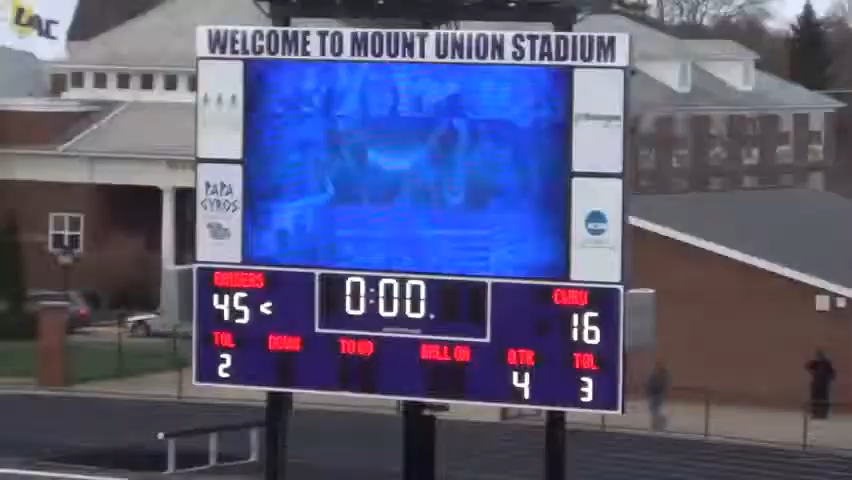 UAC
WELCOME TO MOUNT UNION STADIUM
PAPA
GYROS
RAIDERS
0:00
CWRU
45 <
16
TOL
DOWN
TO GO
BALL ON
QTR
TOL
2
4
3